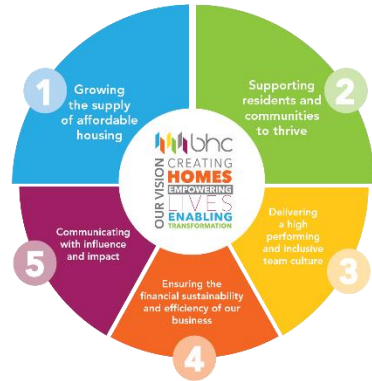 1
Growing
the supply
of affordable
housing
2
Supporting
residents and
communities
to thrive
3
Delivering
a high
performing
and inclusive
team culture
4
Ensuring the
financial sustainability
and efficiency of our
business
5
Communicating
with influence
and impact
bhc
OUR VISION
CREATING
HOMES
EMPOWERING
LIVES
ENABLING
TRANSFORMATION